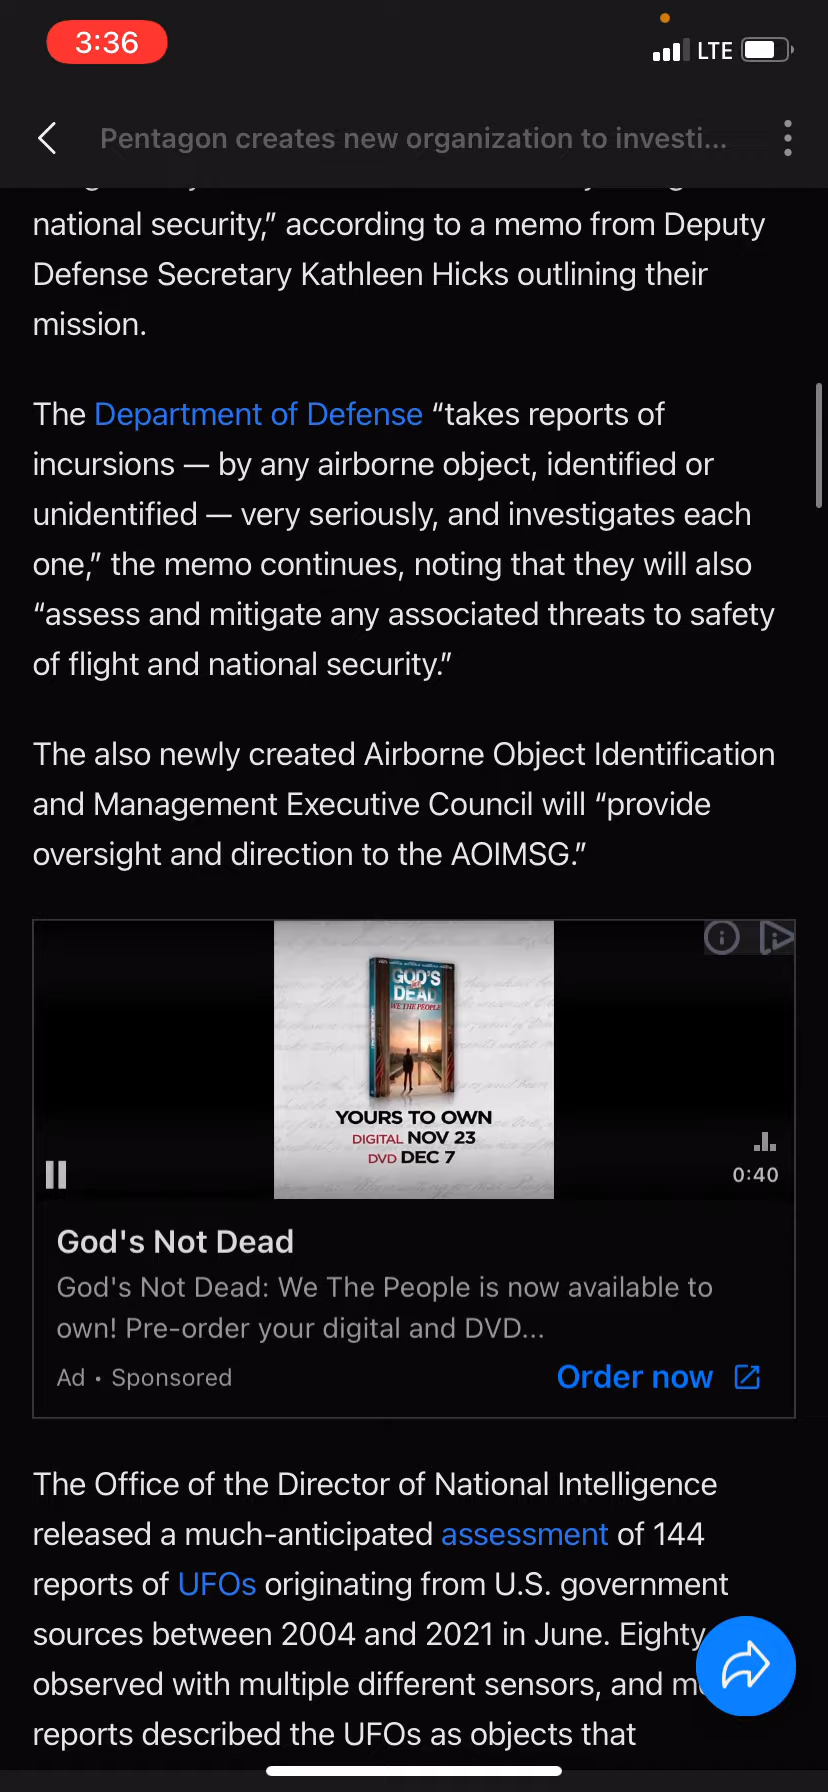 3:36
LTE
Pentagon creates new organization to investi...
national security,” according to a memo from Deputy
Defense Secretary Kathleen Hicks outlining their
mission.
The Department of Defense “takes reports of
incursions — by any airborne object, identified or
unidentified — very seriously, and investigates each
one,” the memo continues, noting that they will also
“assess and mitigate any associated threats to safety
of flight and national security.”
The also newly created Airborne Object Identification
and Management Executive Council will “provide
oversight and direction to the AOIMSG.”
GOD'S
NOT
DEAD
WE THE PEOPLE
YOURS TO OWN
DIGITAL NOV 23
DVD DEC 7
0:40
God's Not Dead
God's Not Dead: We The People is now available to
own! Pre-order your digital and DVD...
Ad • Sponsored
Order now
The Office of the Director of National Intelligence
released a much-anticipated assessment of 144
reports of UFOs originating from U.S. government
sources between 2004 and 2021 in June. Eighty
observed with multiple different sensors, and
reports described the UFOs as objects that